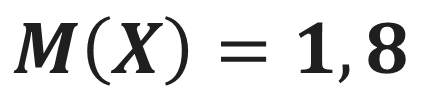 M(X) = 1,8